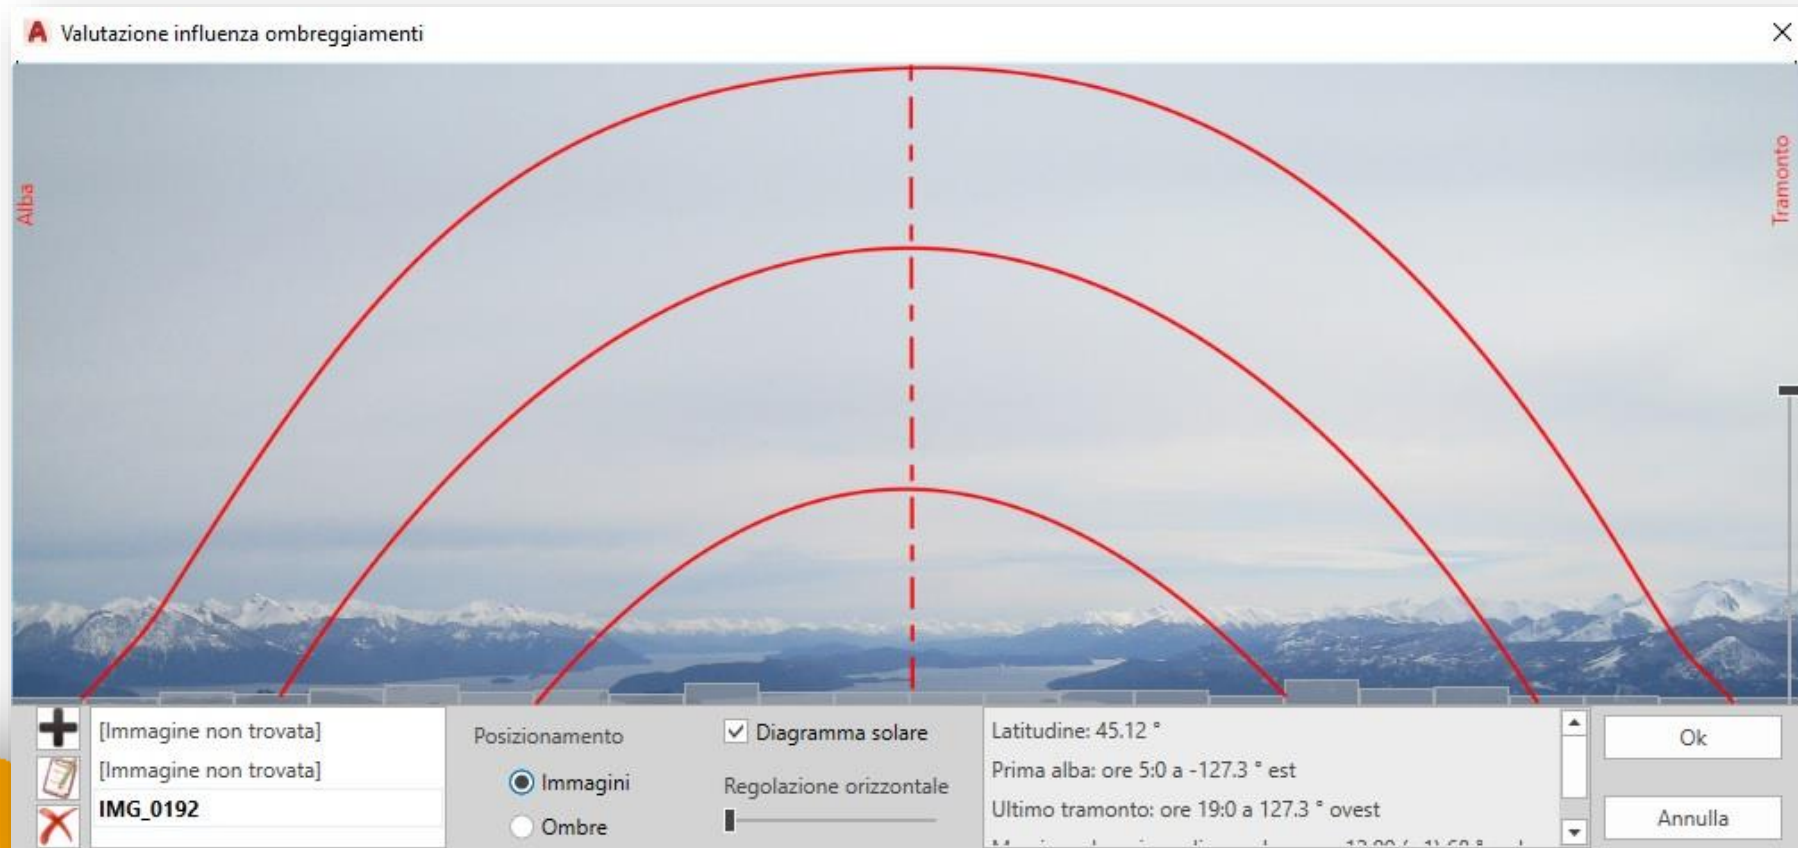 Valutazione influenza ombreggiamenti
Alba
Tramonto
[Immagine non trovata]
[Immagine non trovata]
IMG_0192
Posizionamento
Immagini
Ombre
Diagramma solare
Regolazione orizzontale
Latitudine: 45.12 °
Prima alba: ore 5:0 a -127.3 ° est
Ultimo tramonto: ore 19:0 a 127.3 ° ovest
Ok
Annulla